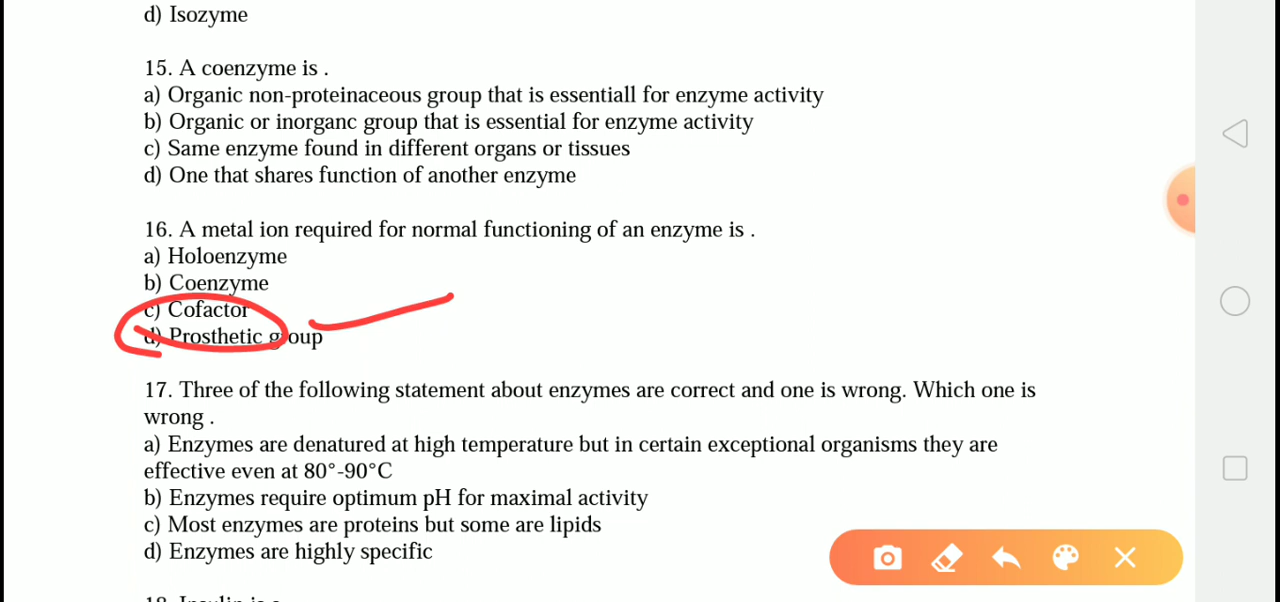 d) Isozyme
15. A coenzyme is .
a) Organic non-proteinaceous group that is essentiall for enzyme activity
b) Organic or inorganc group that is essential for enzyme activity
c) Same enzyme found in different organs or tissues
d) One that shares function of another enzyme
16. A metal ion required for normal functioning of an enzyme is .
a) Holoenzyme
b) Coenzyme
c) Cofactor
d) Prosthetic group
17. Three of the following statement about enzymes are correct and one is wrong. Which one is
wrong .
a) Enzymes are denatured at high temperature but in certain exceptional organisms they are
effective even at 80°-90°C
b) Enzymes require optimum pH for maximal activity
c) Most enzymes are proteins but some are lipids
d) Enzymes are highly specific
18. Insulin is